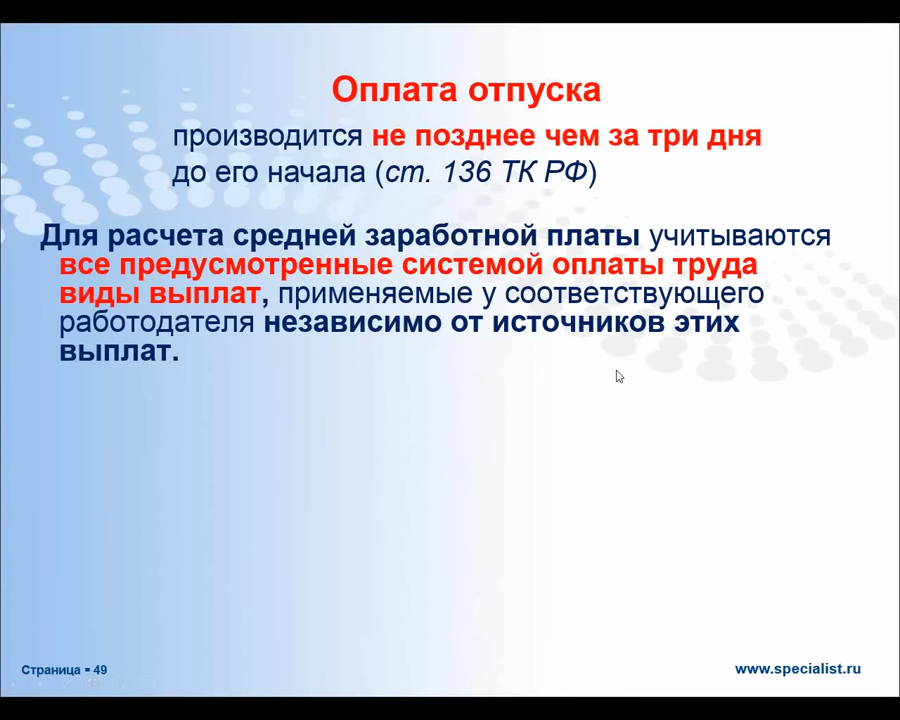 Оплата отпуска
производится не позднее чем за три дня
до его начала (ст. 136 ТК РФ)
Для расчета средней заработной платы учитываются
все предусмотренные системой оплаты труда
виды выплат, применяемые у соответствующего
работодателя независимо от источников этих
выплат.
Страница ▪ 49
www.specialist.ru